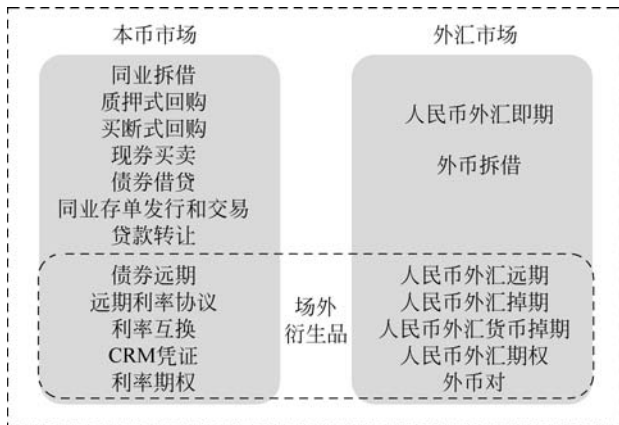 本币市场
同业拆借
质押式回购
买断式回购
现券买卖
债券借贷
同业存单发行和交易
贷款转让
债券远期
远期利率协议
利率互换
CRM凭证
利率期权
场外
衍生品
外汇市场
人民币外汇即期
外币拆借
人民币外汇远期
人民币外汇掉期
人民币外汇货币掉期
人民币外汇期权
外币对